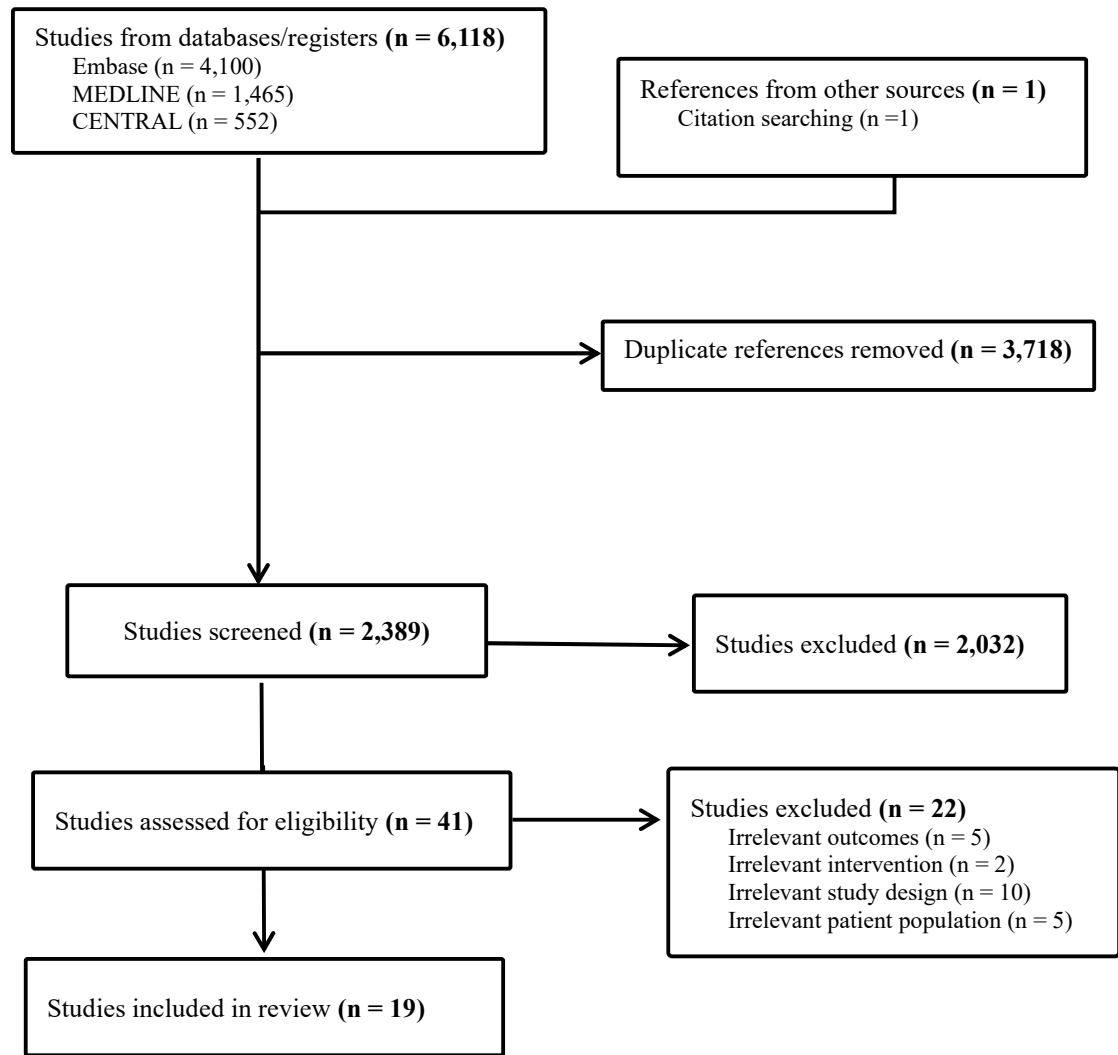 Studies from databases/registers (n = 6,118)
Embase (n = 4,100)
MEDLINE (n = 1,465)
CENTRAL (n = 552)
References from other sources (n = 1)
Citation searching (n =1)
Duplicate references removed (n = 3,718)
Studies screened (n = 2,389)
Studies excluded (n = 2,032)
Studies assessed for eligibility (n = 41)
Studies excluded (n = 22)
Irrelevant outcomes (n = 5)
Irrelevant intervention (n = 2)
Irrelevant study design (n = 10)
Irrelevant patient population (n = 5)
Studies included in review (n = 19)